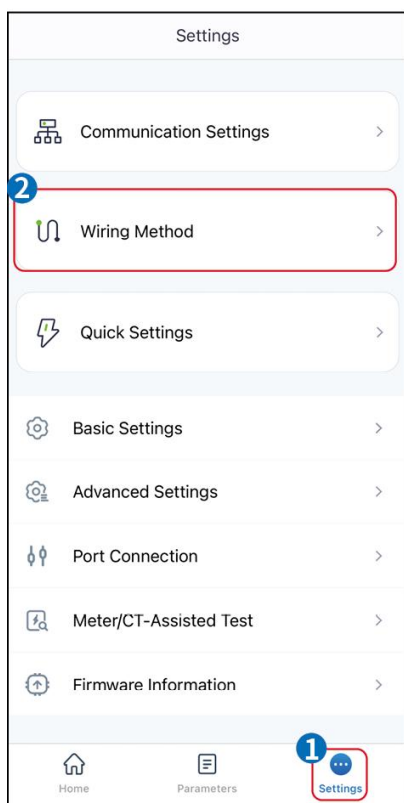 Settings
Communication Settings
2
Wiring Method
Quick Settings
Basic Settings
Advanced Settings
Port Connection
Meter/CT-Assisted Test
Firmware Information
1
Home
Parameters
Settings